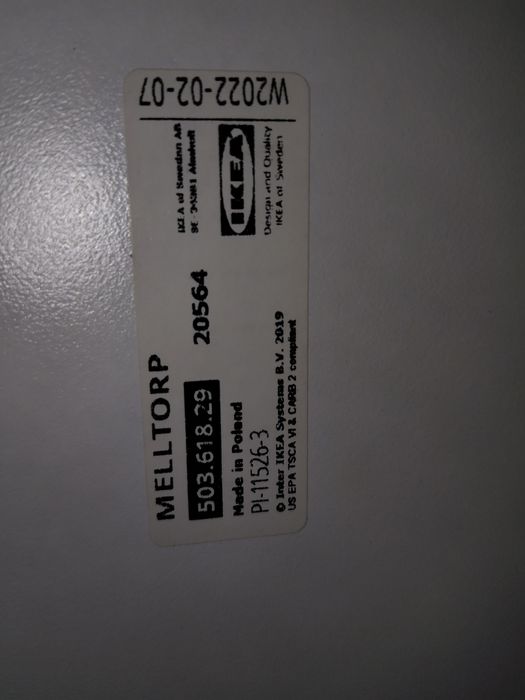 MELLTORP
503.618.29
20564
Made in Poland
PI-11526-3
© Inter IKEA Systems B.V. 2019
US EPA TSCA VI & CARB 2 compliant
IKEA of Sweden AB
SE-34381 Älmhult
IKEA
Design and Quality
IKEA of Sweden
W2022-02-07